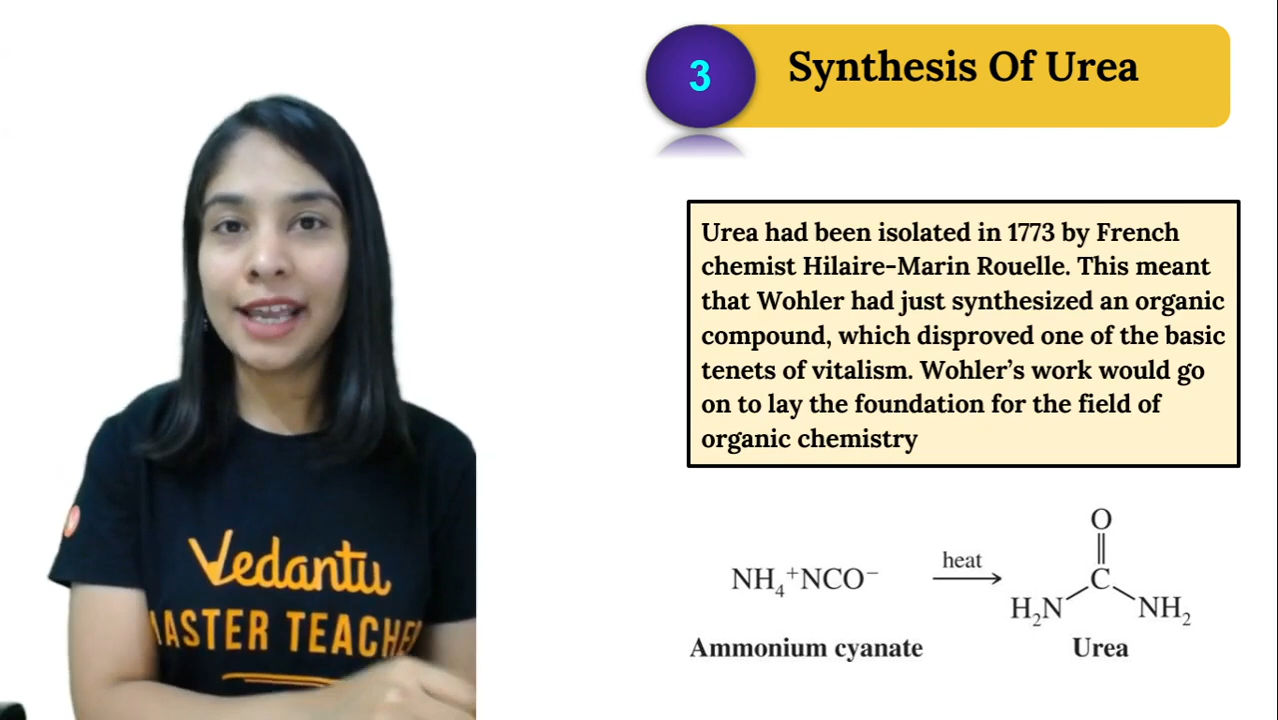 3
Synthesis Of Urea
Urea had been isolated in 1773 by French
chemist Hilaire-Marin Rouelle. This meant
that Wohler had just synthesized an organic
compound, which disproved one of the basic
tenets of vitalism. Wohler’s work would go
on to lay the foundation for the field of
organic chemistry
NH₄⁺NCO⁻
heat
O
C
H₂N
NH₂
Ammonium cyanate
Urea
Vedantu
MASTER TEACHER